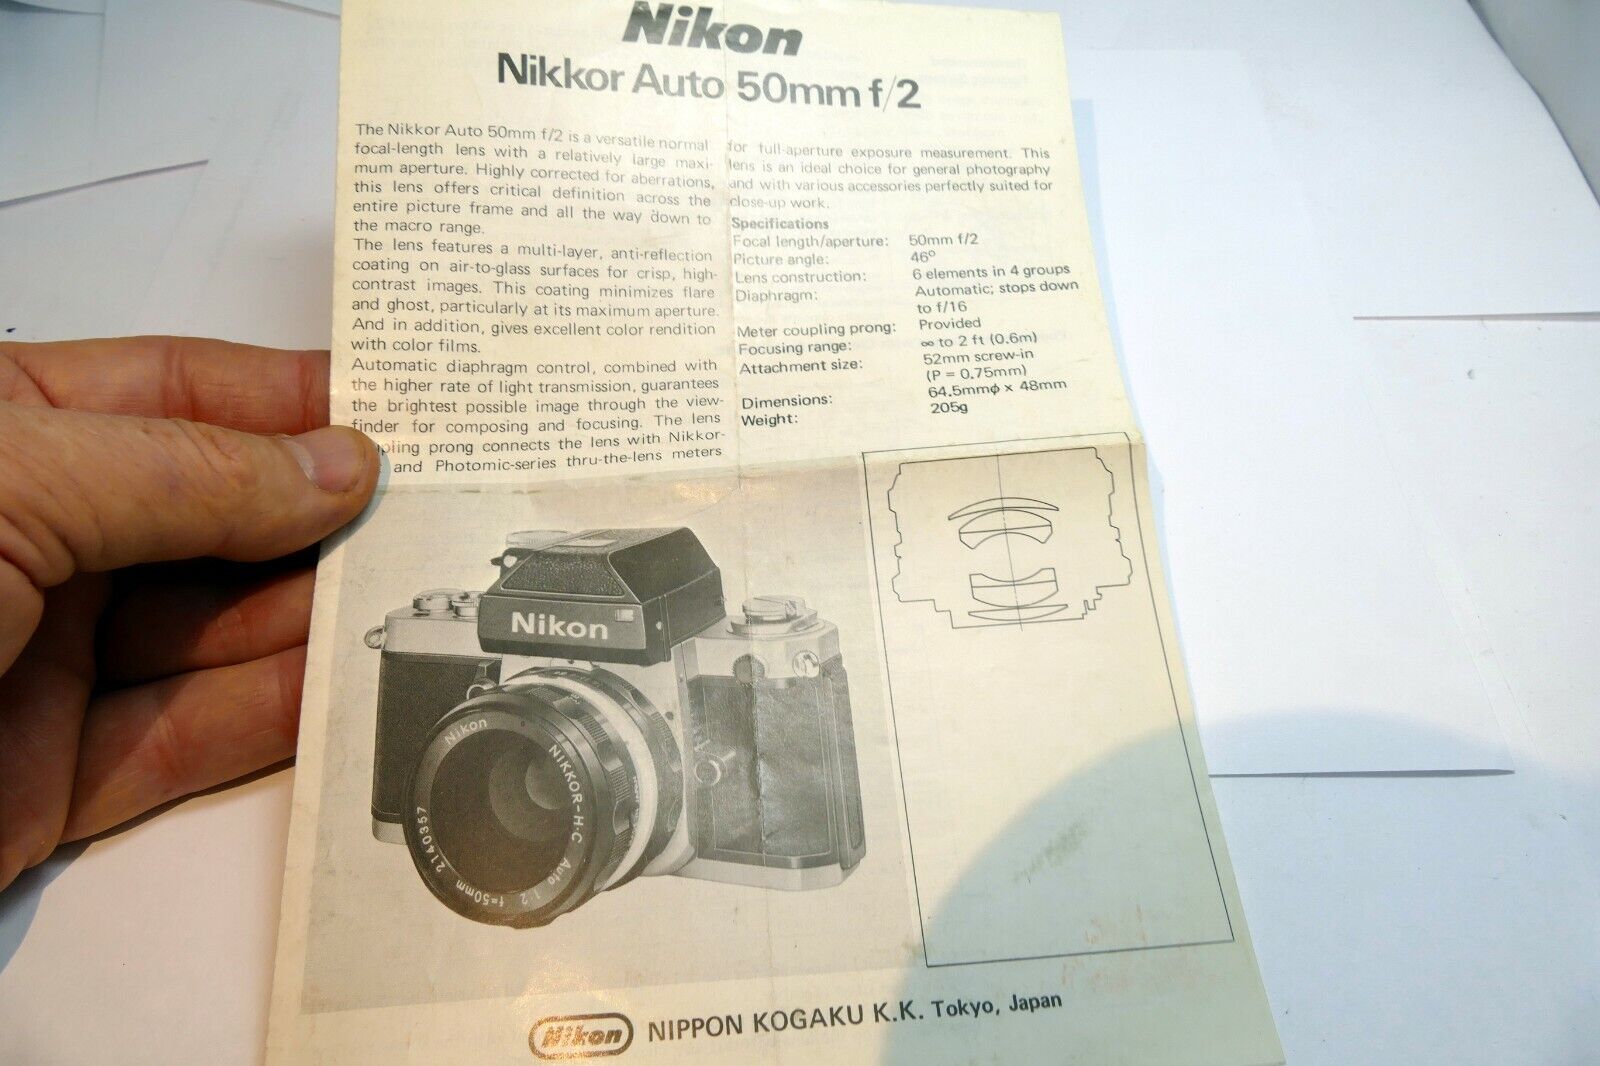 Nikon
Nikkor Auto 50mm f/2
The Nikkor Auto 50mm f/2 is a versatile normal
focal-length lens with a relatively large maxi-
mum aperture. Highly corrected for aberrations,
this lens offers critical definition across the
entire picture frame and all the way down to
the macro range.
The lens features a multi-layer, anti-reflection
coating on air-to-glass surfaces for crisp, high-
contrast images. This coating minimizes flare
and ghost, particularly at its maximum aperture.
And in addition, gives excellent color rendition
with color films.
Automatic diaphragm control, combined with
the higher rate of light transmission, guarantees
the brightest possible image through the view-
finder for composing and focusing. The lens
prong connects the lens with Nikkor-
and Photomic-series thru-the-lens meters
for full-aperture exposure measurement. This
lens is an ideal choice for general photography
and with various accessories perfectly suited for
close-up work.
Specifications
Focal length/aperture: 50mm f/2
Picture angle: 46°
Lens construction: 6 elements in 4 groups
Diaphragm: Automatic; stops down
to f/16
Meter coupling prong: Provided
Focusing range: ∞ to 2 ft (0.6m)
Attachment size: 52mm screw-in
(P = 0.75mm)
Dimensions: 64.5mmϕ x 48mm
Weight: 205g
Nikon
Nikon NIKKOR-H·C Auto 1:2 f=50mm 2140357
Nikon NIPPON KOGAKU K.K. Tokyo, Japan